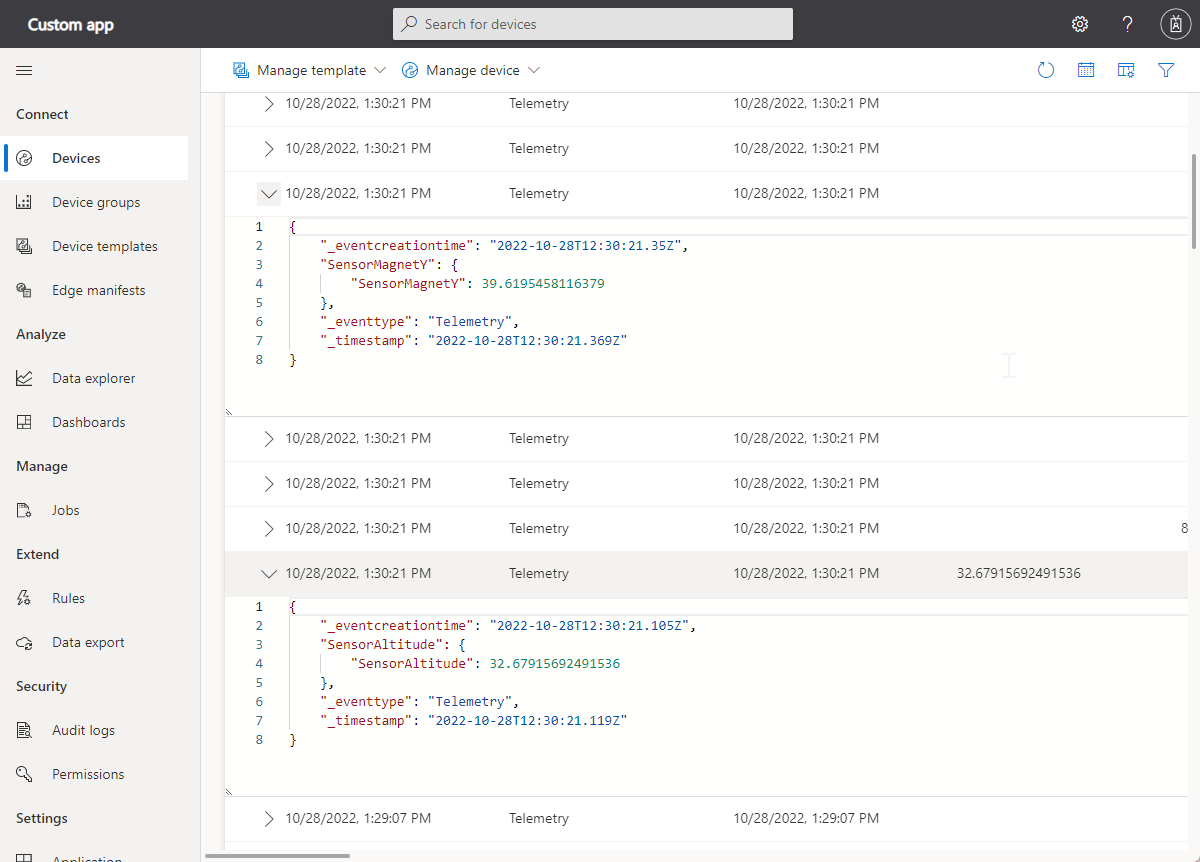 Custom app
Search for devices
?
Manage template
Manage device
Connect
Devices
Device groups
Device templates
Edge manifests
Analyze
Data explorer
Dashboards
Manage
Jobs
Extend
Rules
Data export
Security
Audit logs
Permissions
Settings
Application
10/28/2022, 1:30:21 PM Telemetry 10/28/2022, 1:30:21 PM
10/28/2022, 1:30:21 PM Telemetry 10/28/2022, 1:30:21 PM
10/28/2022, 1:30:21 PM Telemetry 10/28/2022, 1:30:21 PM
1 {
2 "_eventcreationtime": "2022-10-28T12:30:21.35Z",
3 "SensorMagnetY": {
4 "SensorMagnetY": 39.6195458116379
5 },
6 "_eventtype": "Telemetry",
7 "_timestamp": "2022-10-28T12:30:21.369Z"
8 }
10/28/2022, 1:30:21 PM Telemetry 10/28/2022, 1:30:21 PM
10/28/2022, 1:30:21 PM Telemetry 10/28/2022, 1:30:21 PM
10/28/2022, 1:30:21 PM Telemetry 10/28/2022, 1:30:21 PM 8
10/28/2022, 1:30:21 PM Telemetry 10/28/2022, 1:30:21 PM 32.67915692491536
1 {
2 "_eventcreationtime": "2022-10-28T12:30:21.105Z",
3 "SensorAltitude": {
4 "SensorAltitude": 32.67915692491536
5 },
6 "_eventtype": "Telemetry",
7 "_timestamp": "2022-10-28T12:30:21.119Z"
8 }
10/28/2022, 1:29:07 PM Telemetry 10/28/2022, 1:29:07 PM